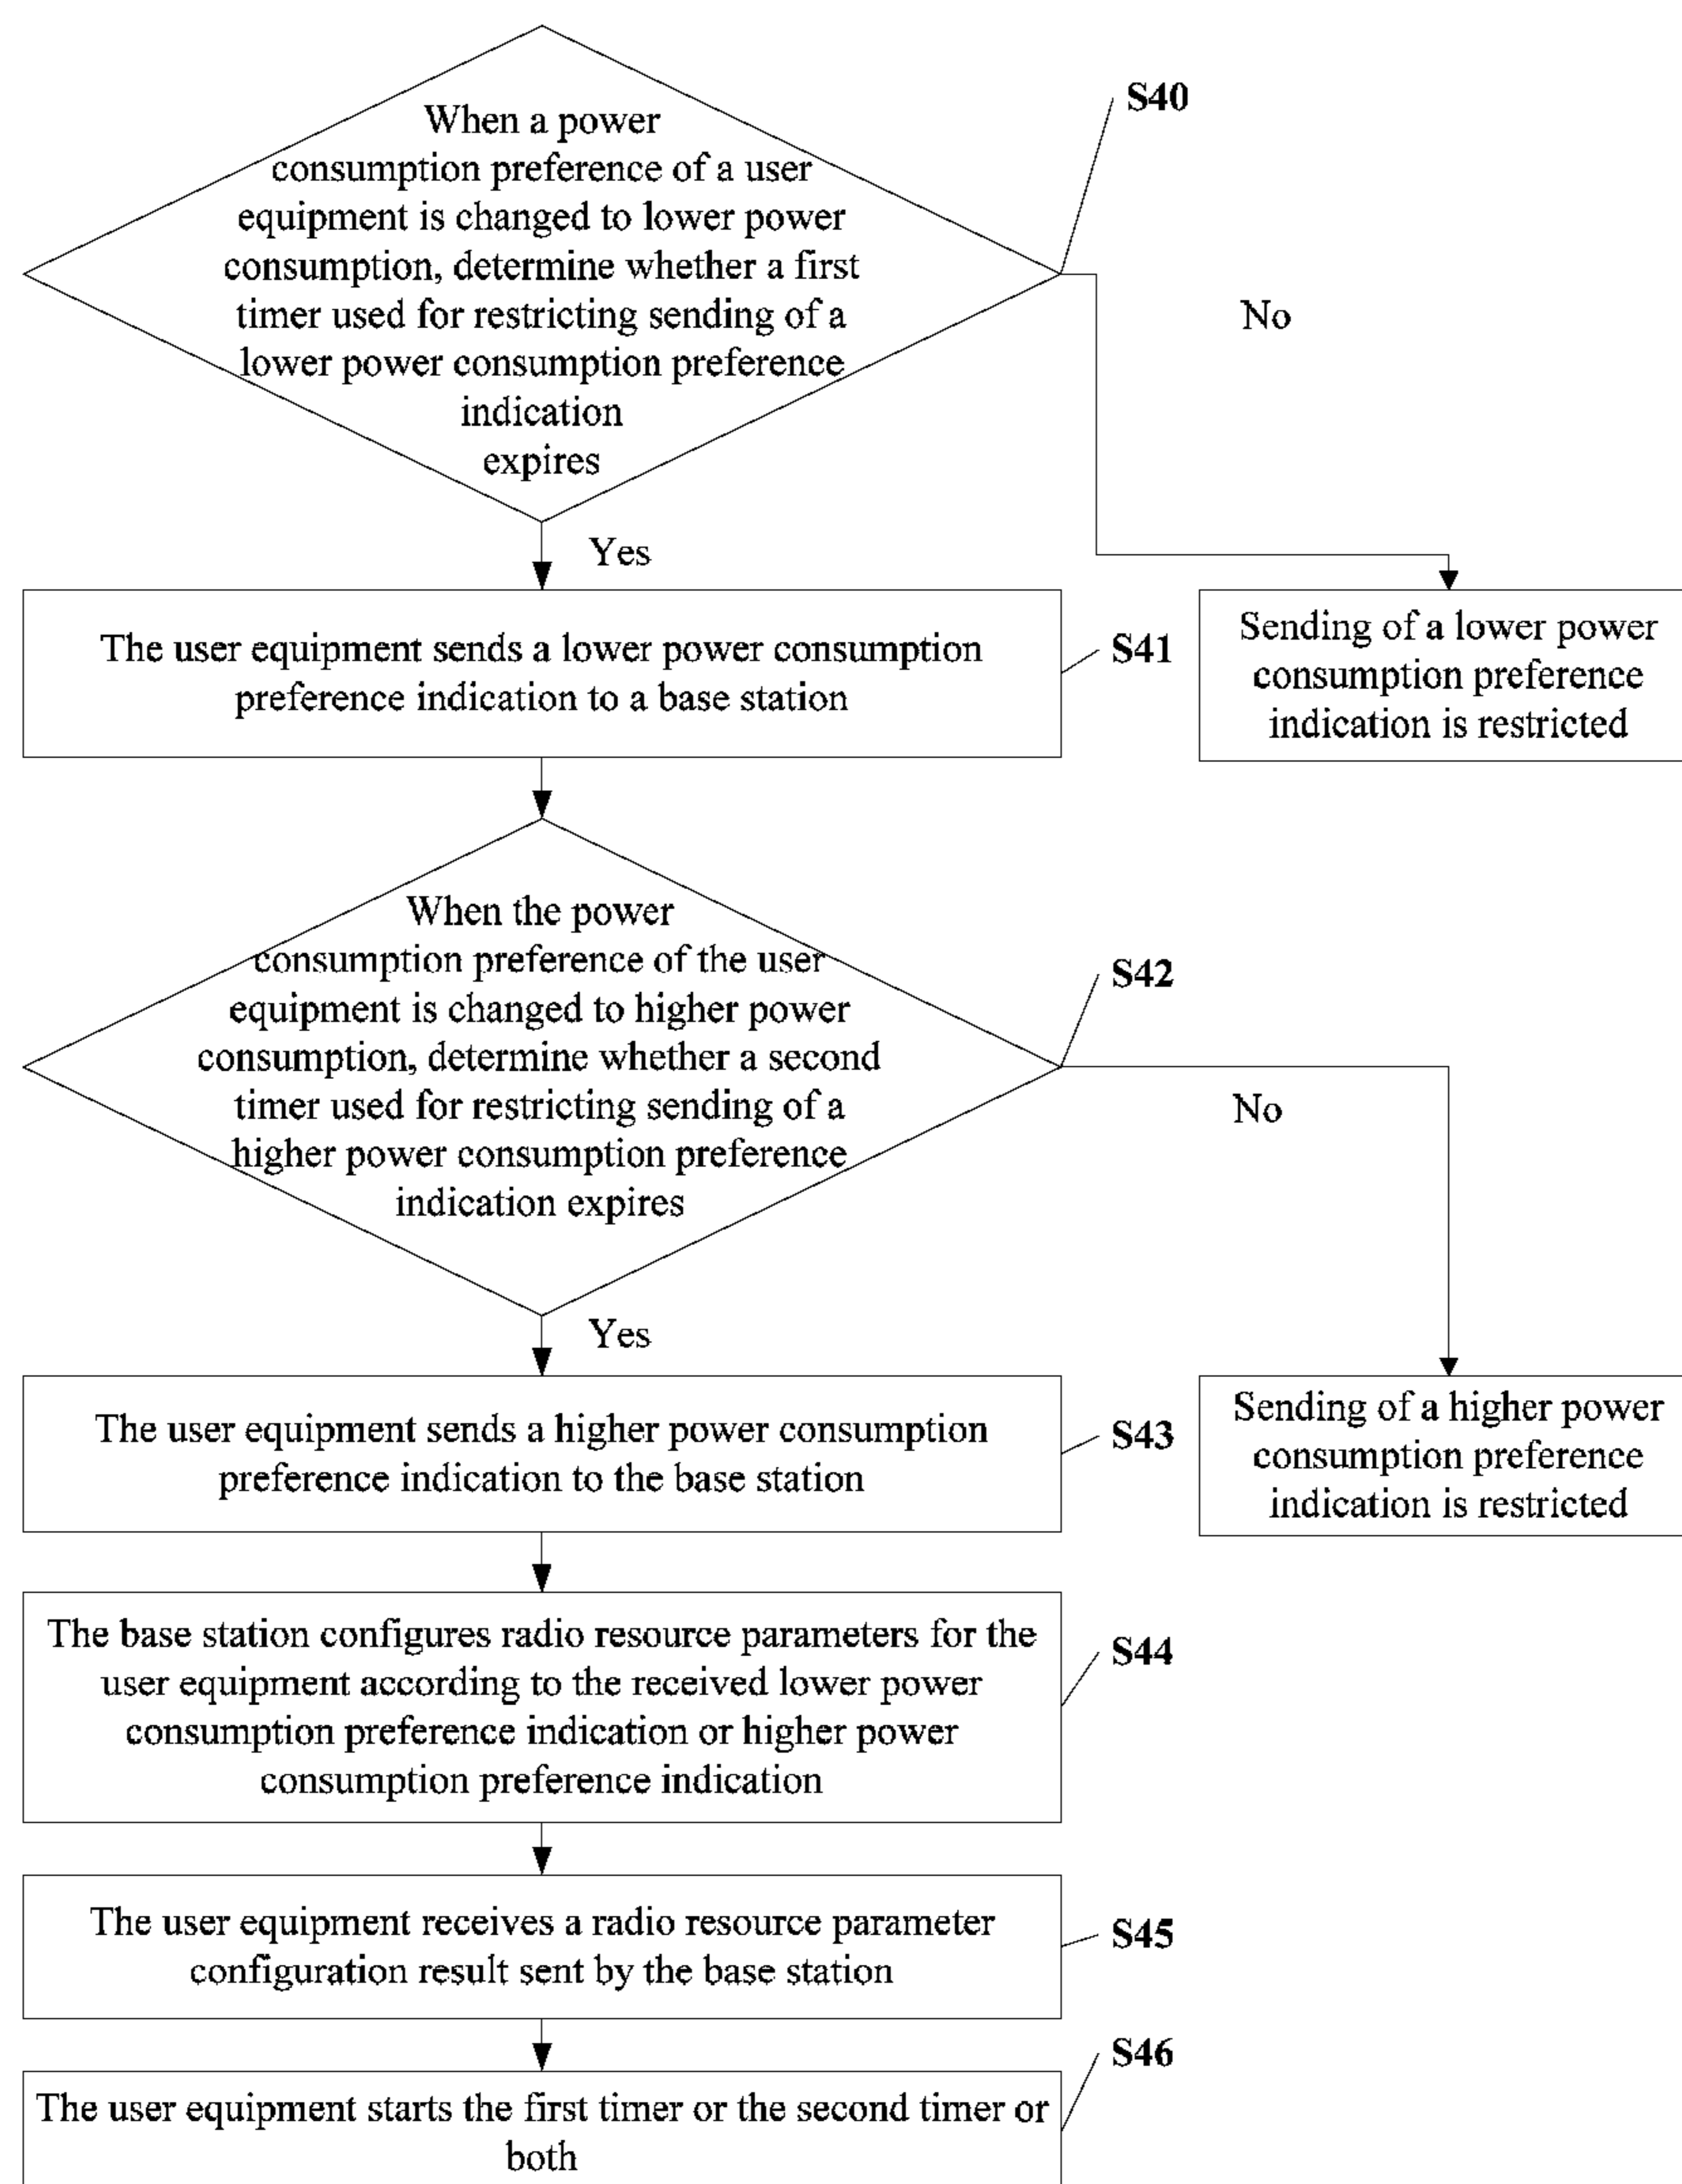 When a power
consumption preference of a user
equipment is changed to lower power
consumption, determine whether a first
timer used for restricting sending of a
lower power consumption preference
indication
expires
S40
No
Yes
The user equipment sends a lower power consumption
preference indication to a base station
S41
Sending of a lower power
consumption preference
indication is restricted
When the power
consumption preference of the user
equipment is changed to higher power
consumption, determine whether a second
timer used for restricting sending of a
higher power consumption preference
indication expires
S42
No
Yes
The user equipment sends a higher power consumption
preference indication to the base station
S43
Sending of a higher power
consumption preference
indication is restricted
The base station configures radio resource parameters for the
user equipment according to the received lower power
consumption preference indication or higher power
consumption preference indication
S44
The user equipment receives a radio resource parameter
configuration result sent by the base station
S45
The user equipment starts the first timer or the second timer or
both
S46